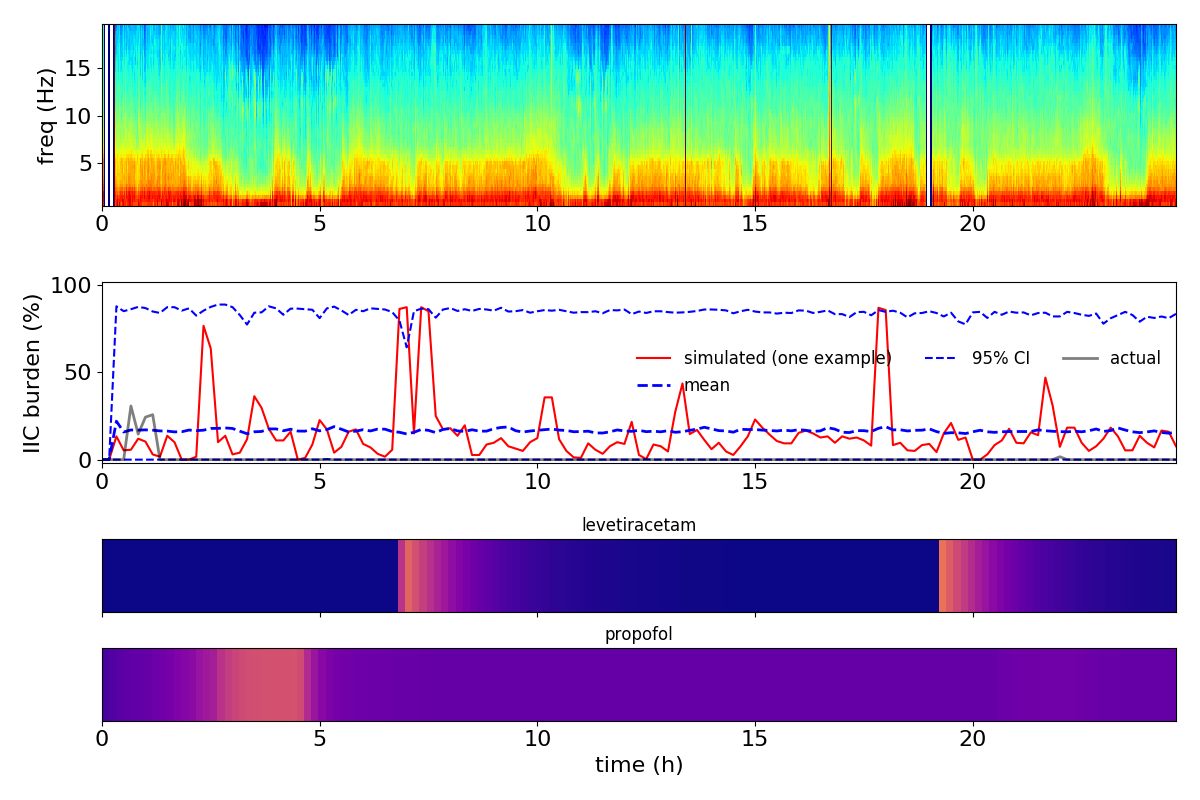 freq (Hz)
15
10
5
0 5 10 15 20
IIC burden (%)
100
50
0
simulated (one example) 95% CI actual
mean
0 5 10 15 20
levetiracetam
propofol
0 5 10 15 20
time (h)